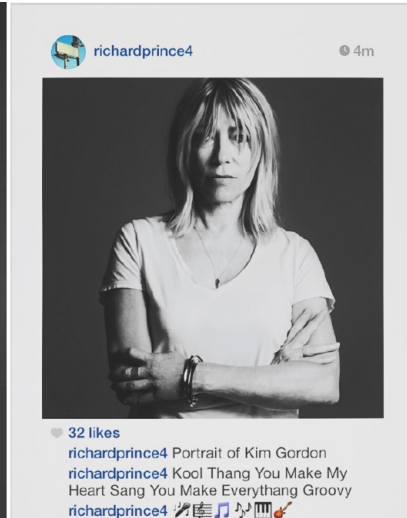 richardprince4 4m
32 likes
richardprince4 Portrait of Kim Gordon
richardprince4 Kool Thang You Make My
Heart Sang You Make Everythang Groovy
richardprince4 🎤🎼🎵🎶🎹🎸